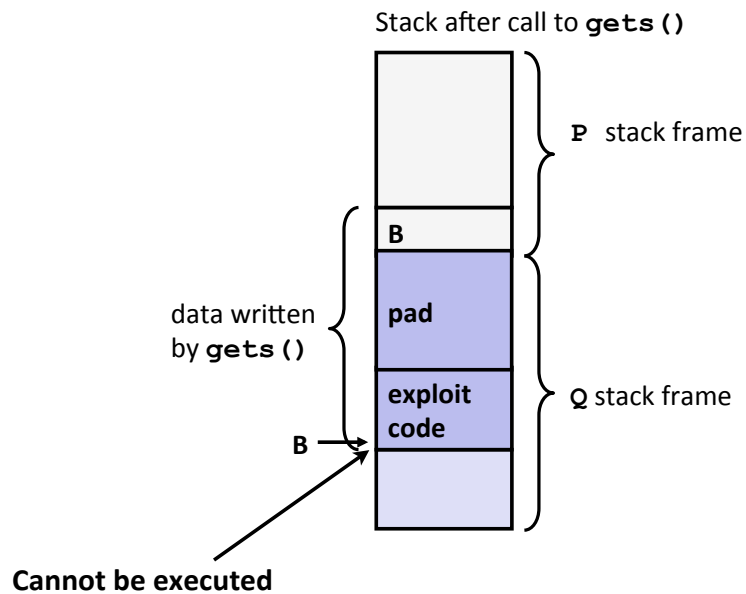 Stack after call to gets()
P stack frame
B
data written
by gets()
pad
exploit
code
Q stack frame
B
Cannot be executed